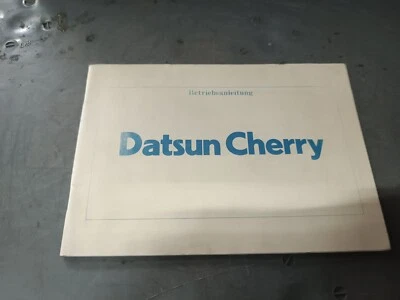 Betriebsanleitung
Datsun Cherry